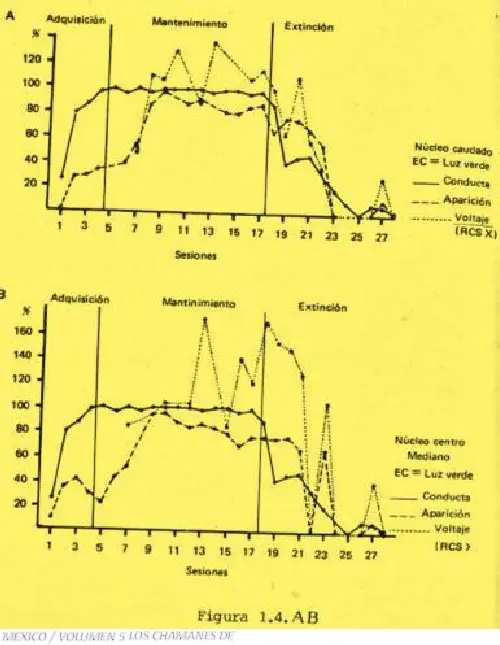 A
Adquisición Mantenimiento Extinción
%
120
100
80
60
40
20
Núcleo caudado
EC = Luz verde
Conducta
Aparición
Voltaje
(RCS X)
1 3 5 7 9 11 13 15 17 19 21 23 25 27
Sesiones
B
Adquisición Mantinimiento Extinción
%
160
140
120
100
80
60
40
20
Núcleo centro
Mediano
EC = Luz verde
Conducta
Aparición
Voltaje
(RCS )
1 3 5 7 9 11 13 15 17 19 21 23 25 27
Sesiones
Figura 1.4. AB
MEXICO / VOLUMEN 5 LOS CHAMANES DE